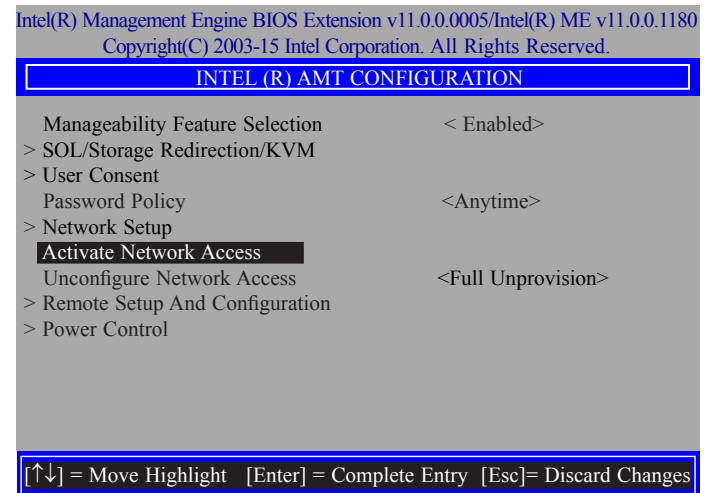 Intel(R) Management Engine BIOS Extension v11.0.0.0005/Intel(R) ME v11.0.0.1180
Copyright(C) 2003-15 Intel Corporation. All Rights Reserved.
INTEL (R) AMT CONFIGURATION
Manageability Feature Selection < Enabled>
> SOL/Storage Redirection/KVM
> User Consent
Password Policy <Anytime>
> Network Setup
Activate Network Access
Unconfigure Network Access <Full Unprovision>
> Remote Setup And Configuration
> Power Control
[↑↓] = Move Highlight [Enter] = Complete Entry [Esc]= Discard Changes